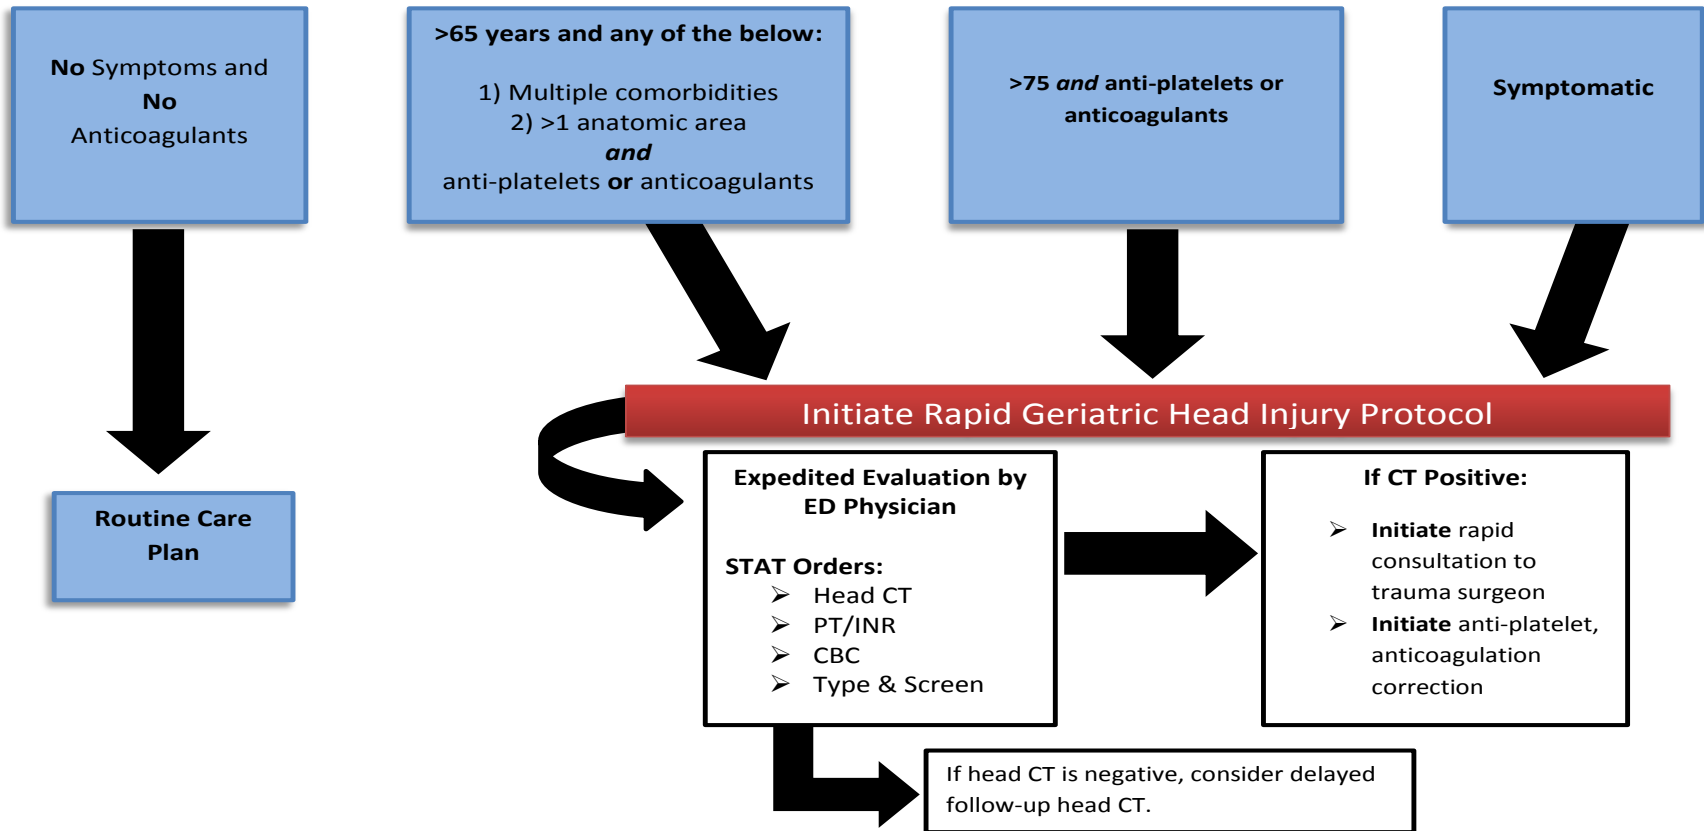 No Symptoms and
No
Anticoagulants
>65 years and any of the below:
1) Multiple comorbidities
2) >1 anatomic area
and
anti-platelets or anticoagulants
>75 and anti-platelets or
anticoagulants
Symptomatic
Initiate Rapid Geriatric Head Injury Protocol
Routine Care
Plan
Expedited Evaluation by
ED Physician
STAT Orders:
➢ Head CT
➢ PT/INR
➢ CBC
➢ Type & Screen
If CT Positive:
➢ Initiate rapid
consultation to
trauma surgeon
➢ Initiate anti-platelet,
anticoagulation
correction
If head CT is negative, consider delayed
follow-up head CT.